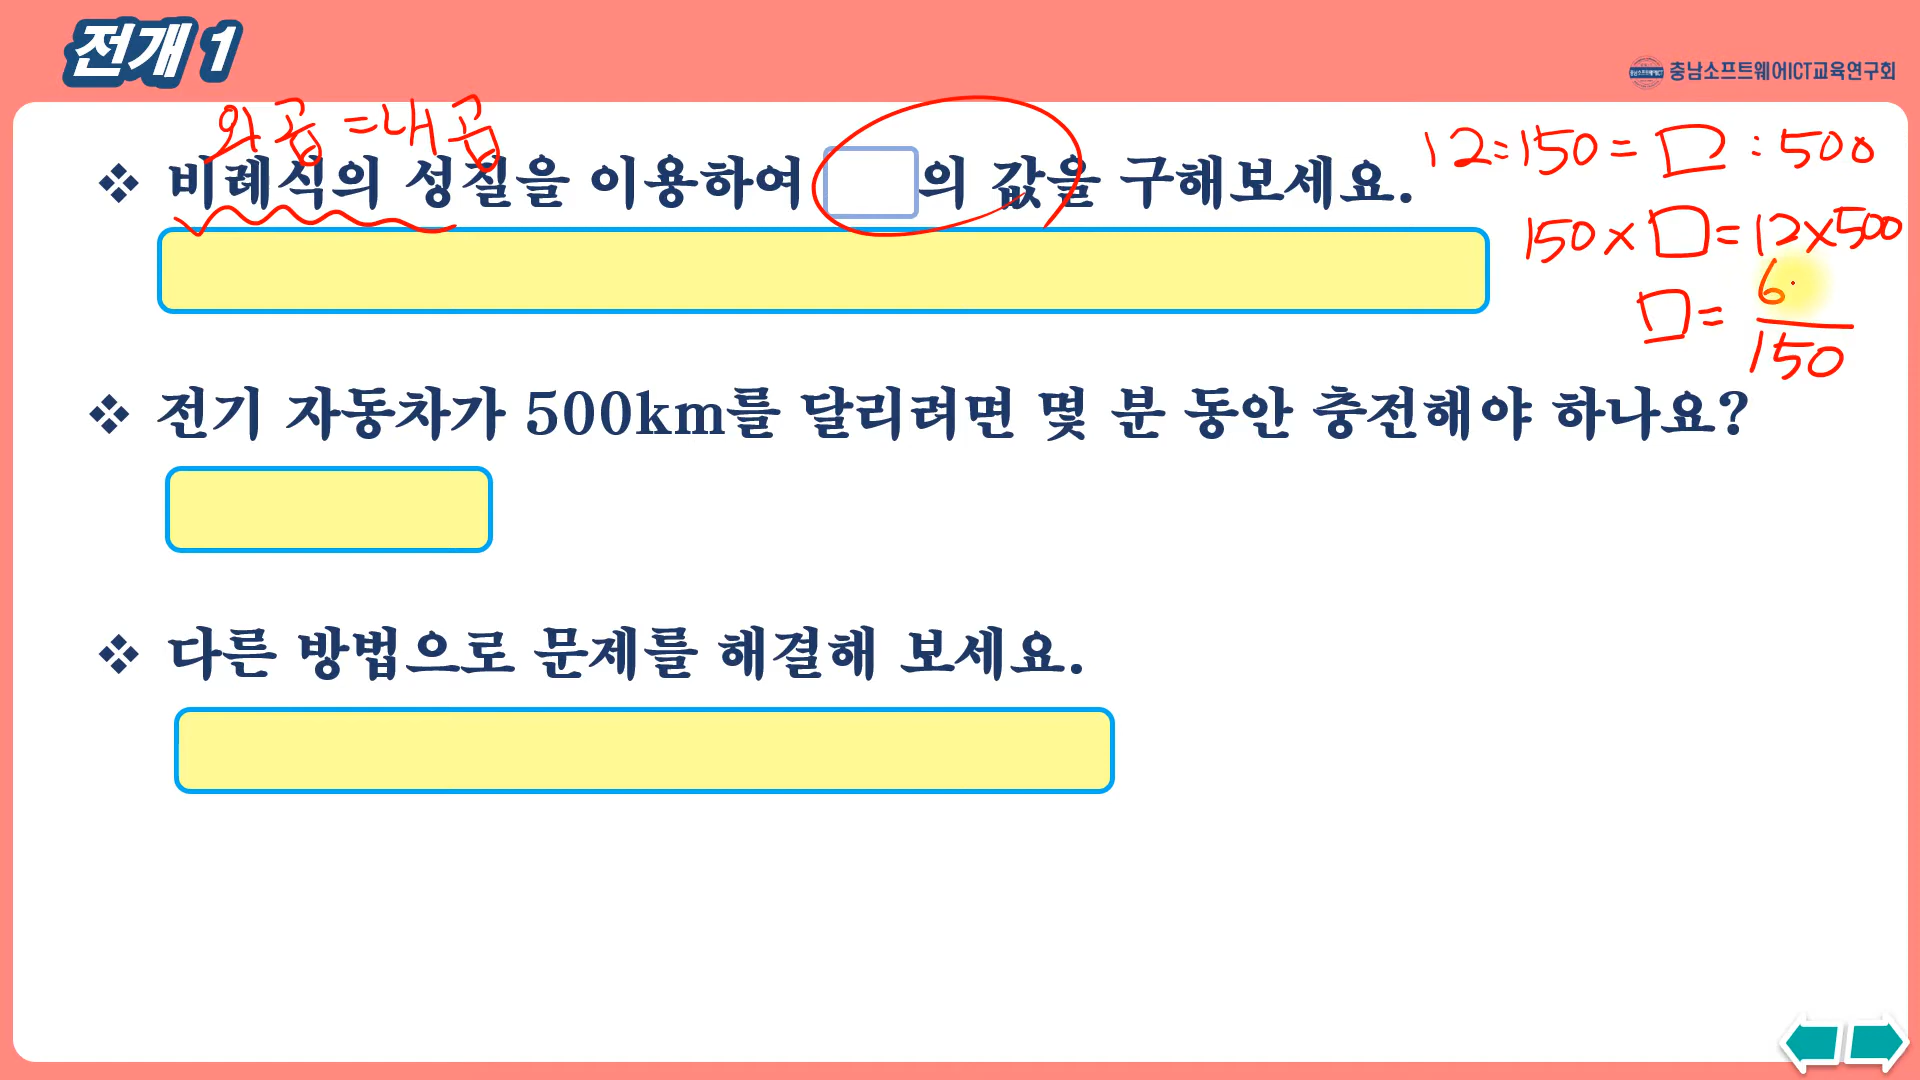 전개 1
충남소프트웨어ICT교육연구회
외곱=내곱
비례식의 성질을 이용하여 의 값을 구해보세요.
12:150=□:500
150×□=12×500
□=6/150
전기 자동차가 500km를 달리려면 몇 분 동안 충전해야 하나요?
다른 방법으로 문제를 해결해 보세요.